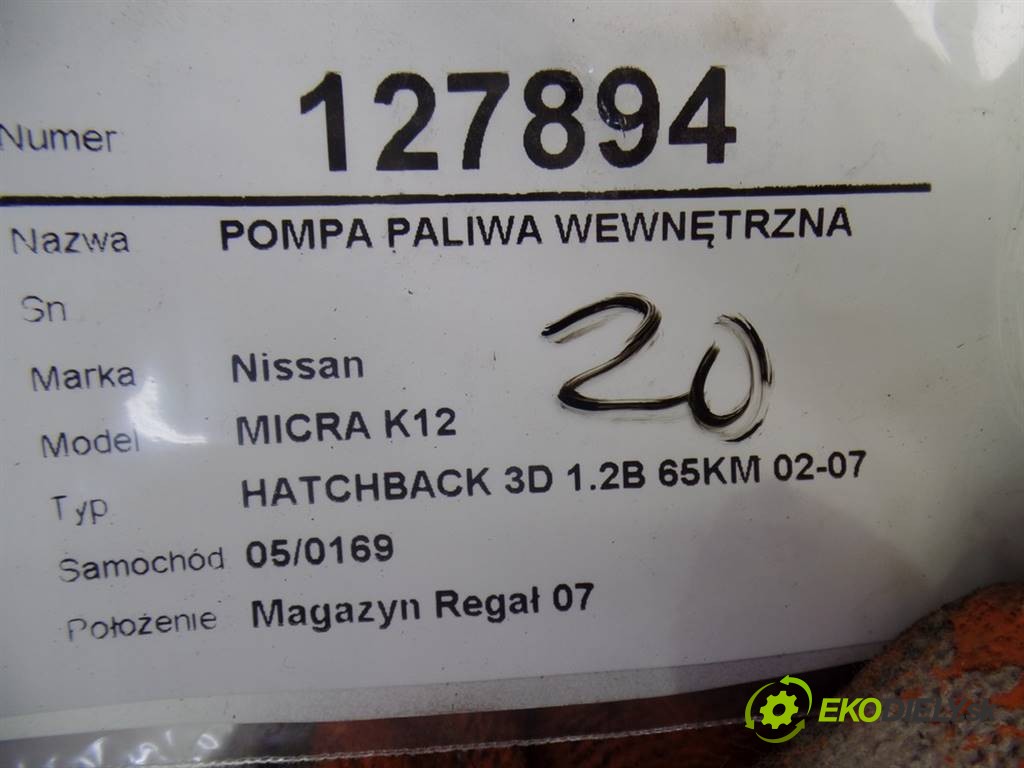 Numer 127894
Nazwa POMPA PALIWA WEWNĘTRZNA
Sn
20
Marka Nissan
Model MICRA K12
Typ HATCHBACK 3D 1.2B 65KM 02-07
Samochód 05/0169
Położenie Magazyn Regał 07
EKODIELY.SK